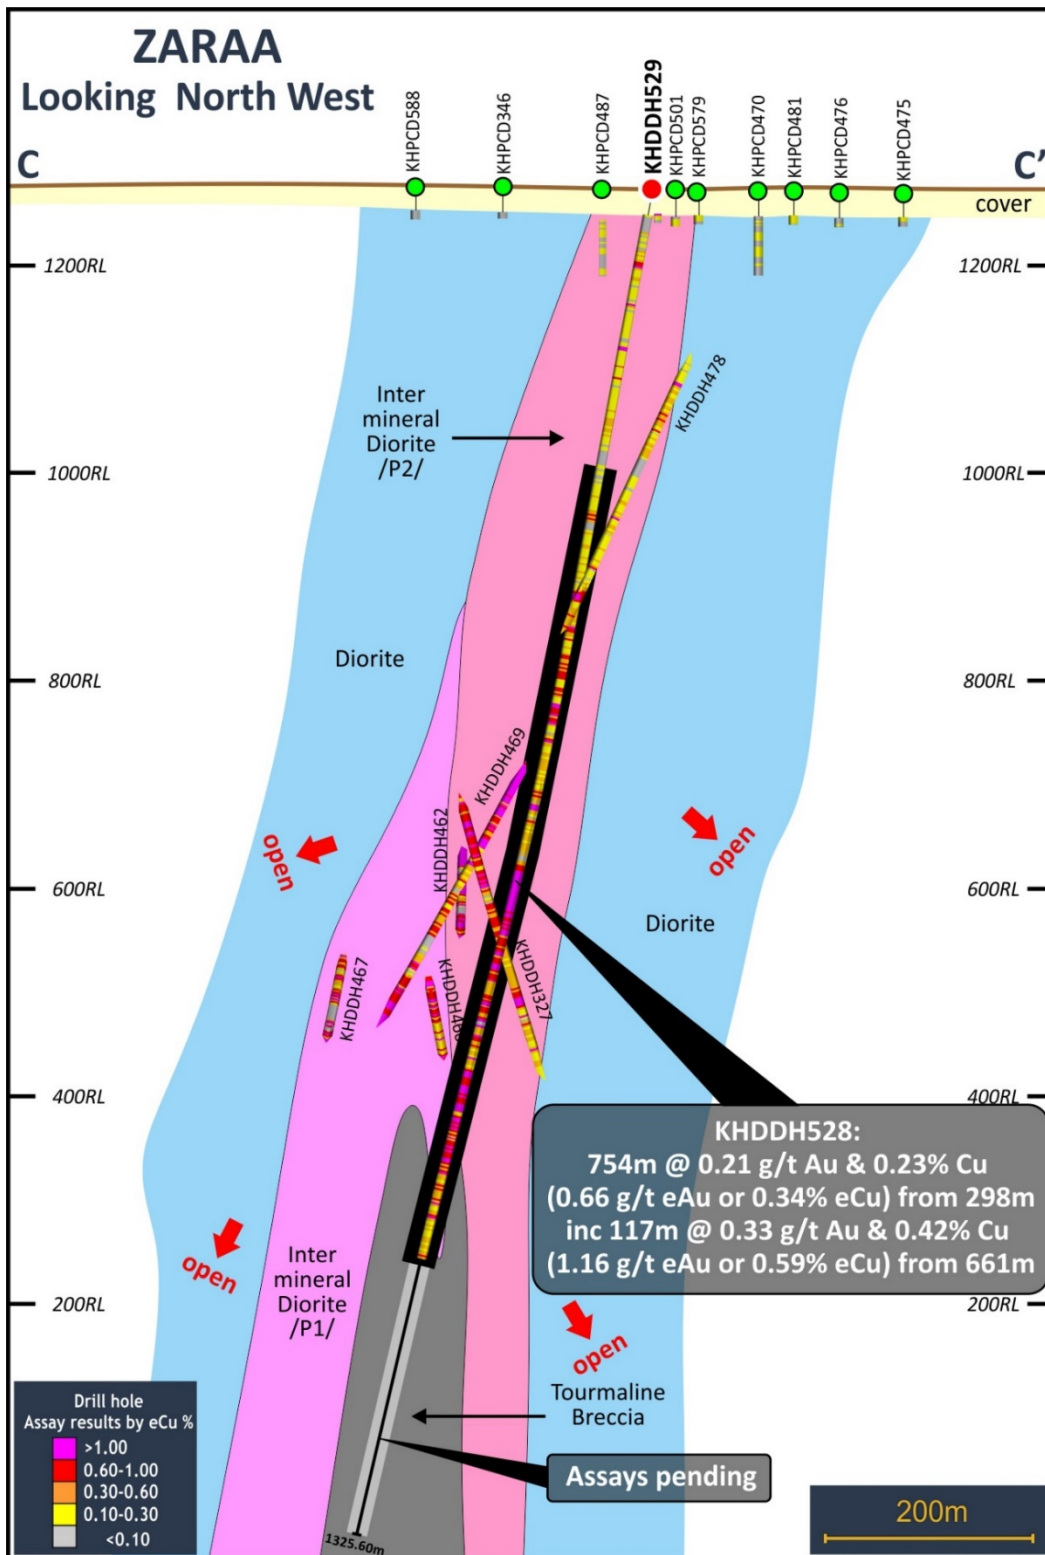 ZARAA
Looking North West
C
C'
KHPCD588
KHPCD346
KHPCD487
KHDDH529
KHPCD501
KHPCD579
KHPCD470
KHPCD481
KHPCD476
KHPCD475
cover
1200RL
1200RL
KHDDH478
Inter
mineral
Diorite
/P2/
1000RL
1000RL
Diorite
800RL
800RL
KHDDH469
KHDDH462
open
open
600RL
600RL
Diorite
KHDDH467
KHDDH327
400RL
400RL
KHDDH528:
754m @ 0.21 g/t Au & 0.23% Cu
(0.66 g/t eAu or 0.34% eCu) from 298m
inc 117m @ 0.33 g/t Au & 0.42% Cu
(1.16 g/t eAu or 0.59% eCu) from 661m
open
Inter
mineral
Diorite
/P1/
200RL
200RL
open
Tourmaline
Breccia
Assays pending
1325.60m
Drill hole
Assay results by eCu %
>1.00
0.60-1.00
0.30-0.60
0.10-0.30
<0.10
200m